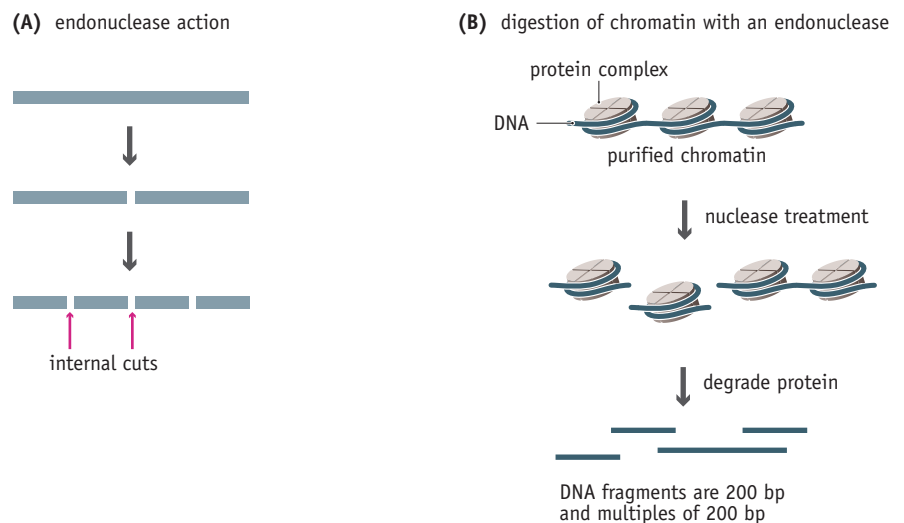 (A) endonuclease action
internal cuts
(B) digestion of chromatin with an endonuclease
protein complex
DNA
purified chromatin
nuclease treatment
degrade protein
DNA fragments are 200 bp
and multiples of 200 bp